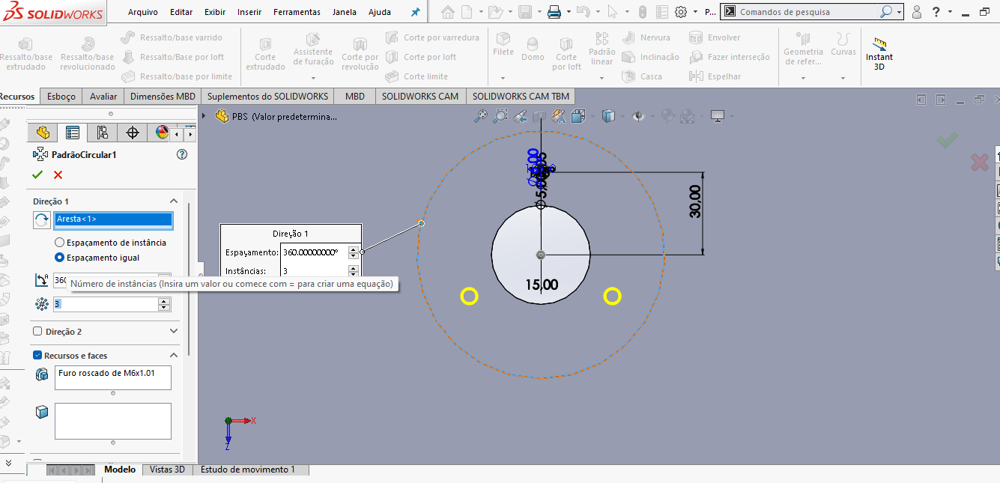 SOLIDWORKS
Arquivo Editar Exibir Inserir Ferramentas Janela Ajuda P... Comandos de pesquisa ?
Ressalto/base extrudado
Ressalto/base revolucionado
Ressalto/base varrido
Ressalto/Base por loft
Ressalto/base por limite
Corte extrudado
Assistente de furação
Corte por revolução
Corte por varredura
Corte por loft
Corte limite
Filete
Domo
Corte por loft
Padrão linear
Nervura
Inclinação
Casca
Envolver
Fazer interseção
Espelhar
Geometria de refer...
Curvas
Instant 3D
Recursos Esboço Avaliar Dimensões MBD Suplementos do SOLIDWORKS MBD SOLIDWORKS CAM SOLIDWORKS CAM TBM
PBS (Valor predetermina...
PadrãoCircular1
?
Direção 1
Aresta<1>
Espaçamento de instância
Espaçamento igual
360
Número de instâncias (Insira um valor ou comece com = para criar uma equação)
3
Direção 2
Recursos e faces
Furo roscado de M6x1.01
Direção 1
Espaçamento: 360.00000000°
Instâncias: 3
30,00
15,00
X
Z
Modelo Vistas 3D Estudo de movimento 1